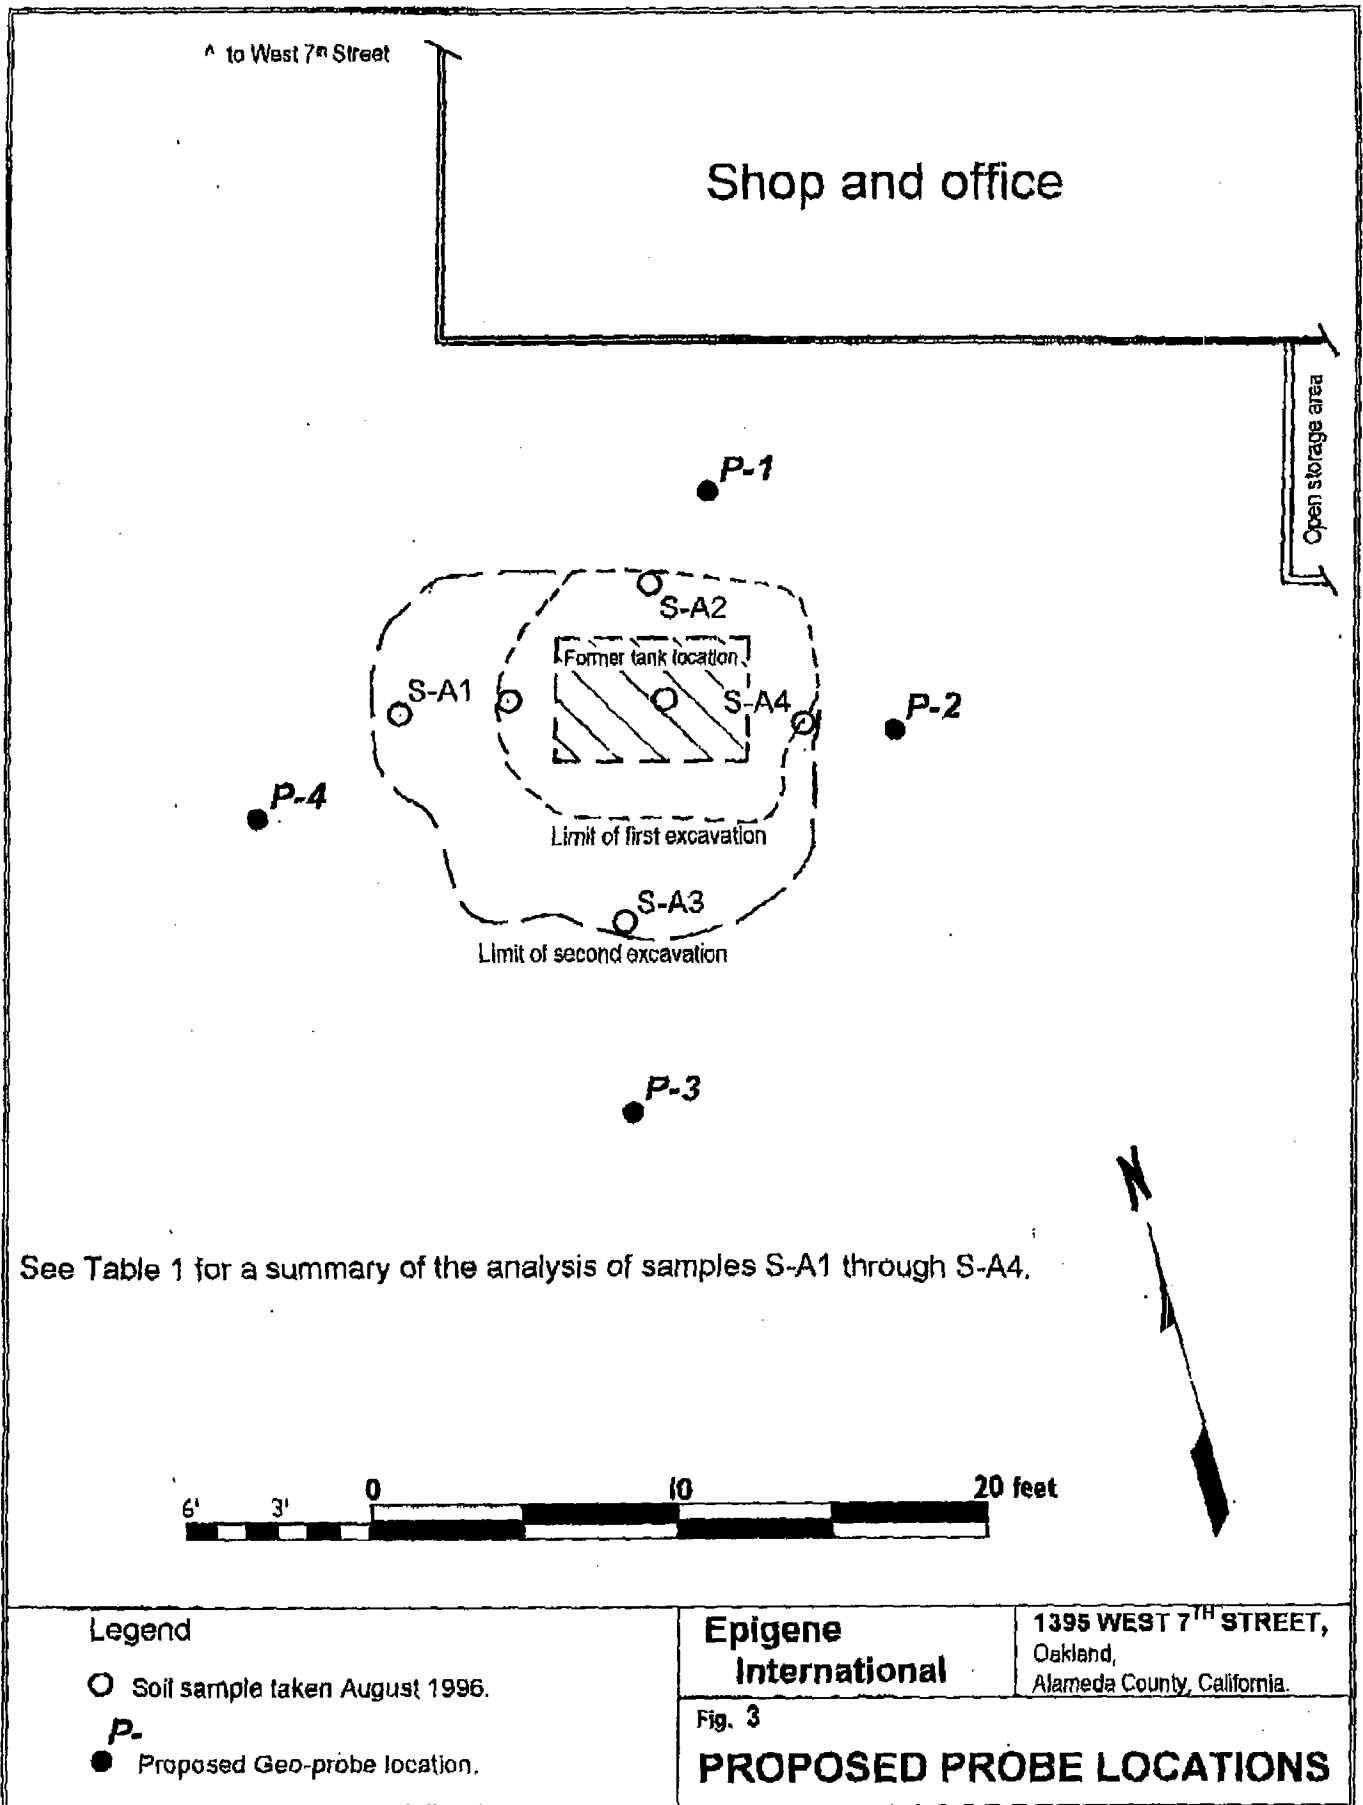 ^ to West 7th Street
Shop and office
Open storage area
P-1
S-A2
Former tank location
S-A1
S-A4
P-2
P-4
Limit of first excavation
S-A3
Limit of second excavation
P-3
N
See Table 1 for a summary of the analysis of samples S-A1 through S-A4.
6' 3' 0 10 20 feet
Legend
Soil sample taken August 1996.
P-
Proposed Geo-probe location.
Epigene
International
1395 WEST 7TH STREET,
Oakland,
Alameda County, California.
Fig. 3
PROPOSED PROBE LOCATIONS